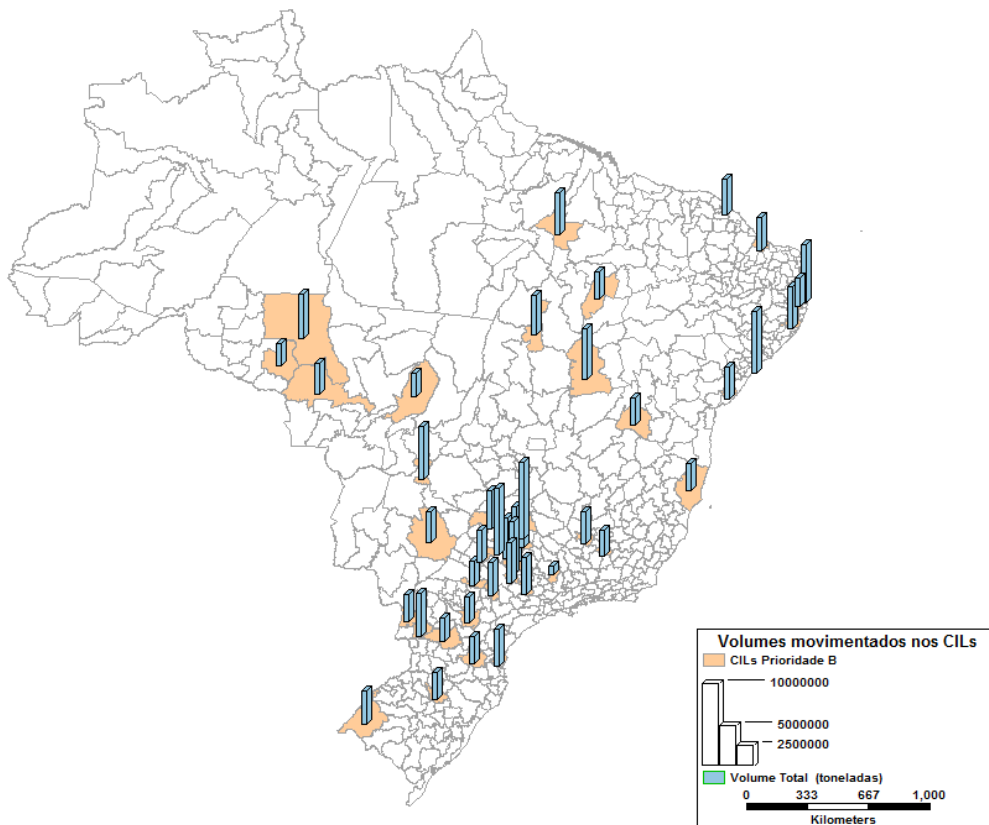 Volumes movimentados nos CILs
CILs Prioridade B
10000000
5000000
2500000
Volume Total (toneladas)
0 333 667 1,000
Kilometers